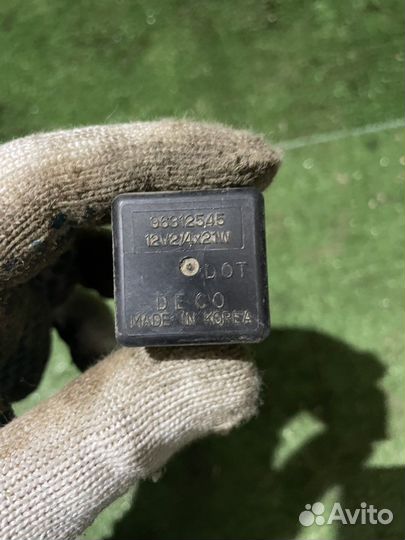 96312545
12V2/4x21W
DOT
DECO
MADE IN KOREA
Avito